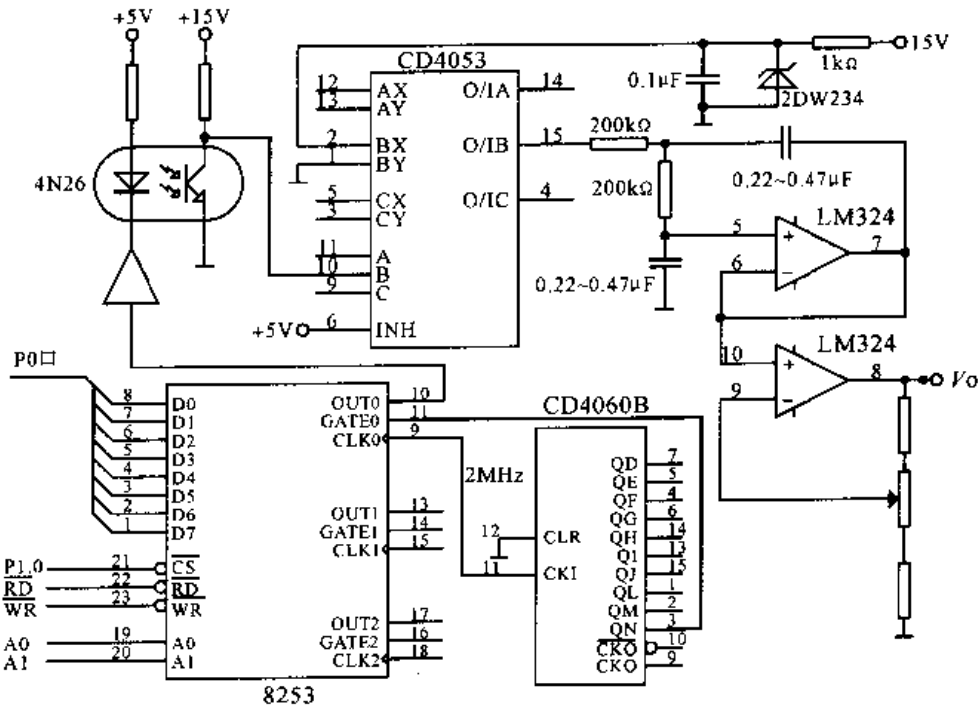 +5V
+15V
4N26
CD4053
12 AX
13 AY
2 BX
1 BY
5 CX
3 CY
11 A
10 B
9 C
+5V
6 INH
O/IA 14
O/IB 15
O/IC 4
0.1μF
2DW234
1kΩ
15V
200kΩ
200kΩ
0.22~0.47μF
0.22~0.47μF
5 +
6 −
LM324
7
10 +
9 −
LM324
8
Vo
P0口
8 D0
7 D1
6 D2
5 D3
4 D4
3 D5
2 D6
1 D7
P1.0 21 CS
RD 22 RD
WR 23 WR
A0 19 A0
A1 20 A1
OUT0 10
GATE0 11
CLK0 9
OUT1 13
GATE1 14
CLK1 15
OUT2 17
GATE2 16
CLK2 18
8253
2MHz
CD4060B
12 CLR
11 CKI
QD 7
QE 5
QF 4
QG 6
QH 14
QI 13
QJ 15
QL 1
QM 2
QN 3
CKO 10
CKO 9